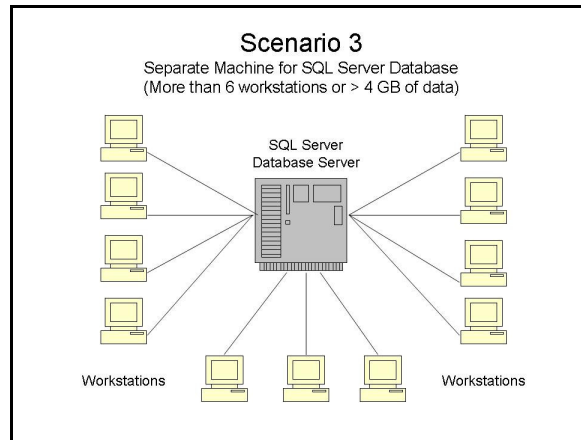 Scenario 3
Separate Machine for SQL Server Database
(More than 6 workstations or > 4 GB of data)
SQL Server
Database Server
Workstations
Workstations